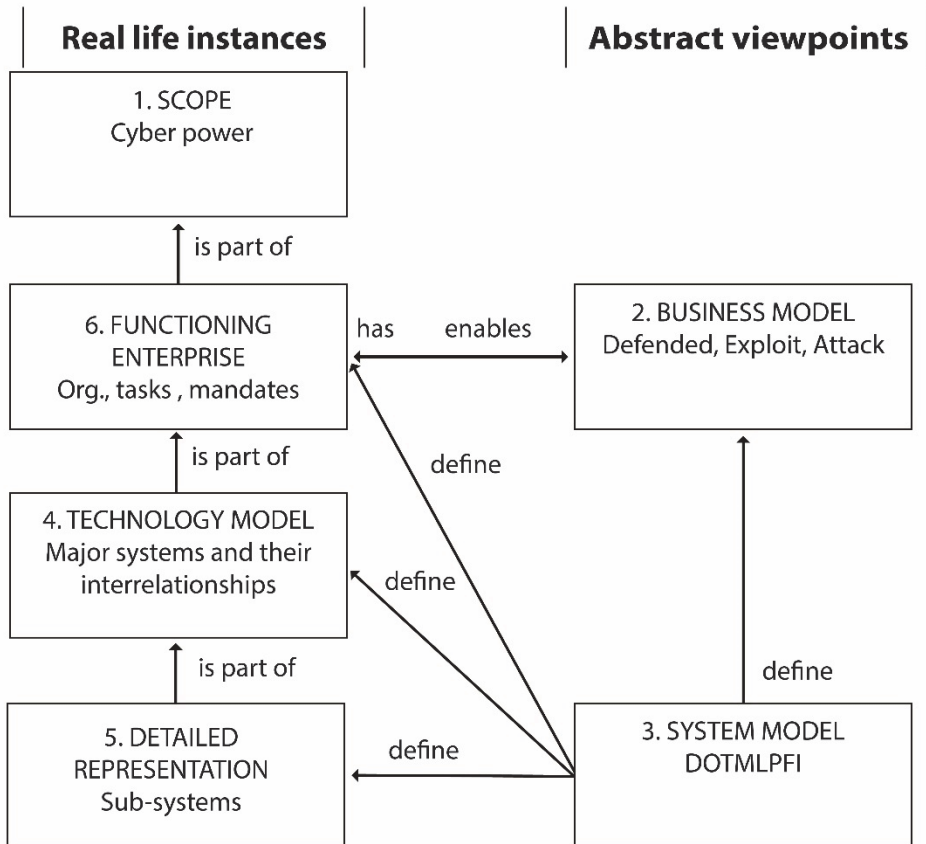 Real life instances
Abstract viewpoints
1. SCOPE
Cyber power
is part of
6. FUNCTIONING
ENTERPRISE
Org., tasks , mandates
has
enables
2. BUSINESS MODEL
Defended, Exploit, Attack
is part of
define
4. TECHNOLOGY MODEL
Major systems and their
interrelationships
define
is part of
define
5. DETAILED
REPRESENTATION
Sub-systems
define
3. SYSTEM MODEL
DOTMLPFI